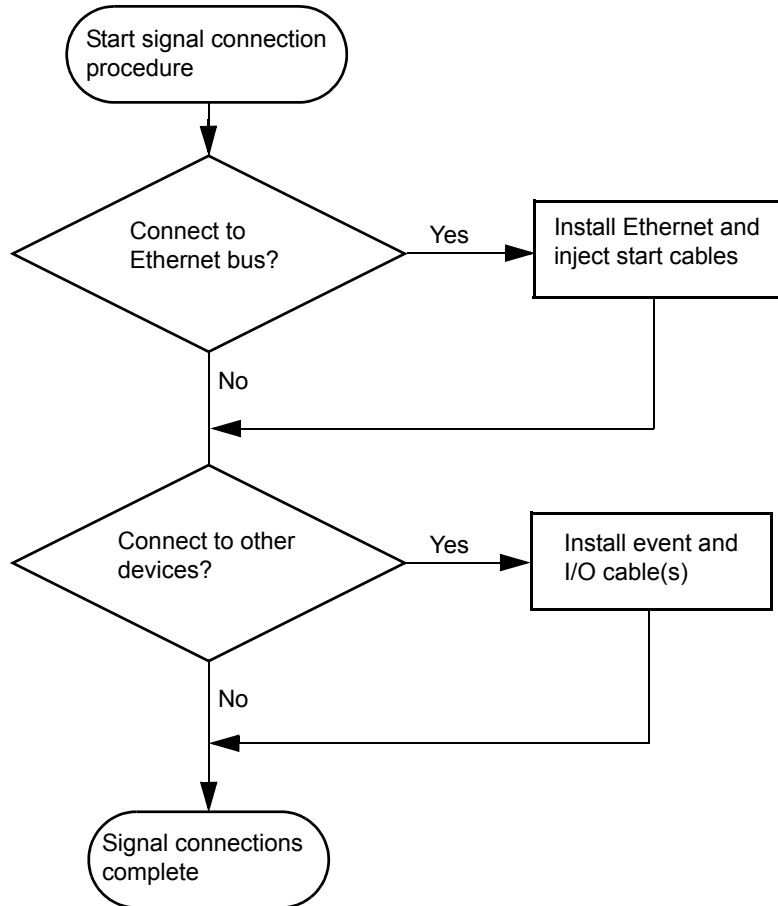 Start signal connection
procedure
Connect to
Ethernet bus?
Yes
Install Ethernet and
inject start cables
No
Connect to other
devices?
Yes
Install event and
I/O cable(s)
No
Signal connections
complete